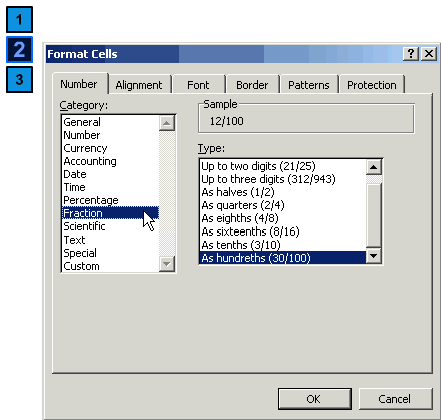 1
2
3
Format Cells
Number Alignment Font Border Patterns Protection
Category:
General
Number
Currency
Accounting
Date
Time
Percentage
Fraction
Scientific
Text
Special
Custom
Sample
12/100
Type:
Up to two digits (21/25)
Up to three digits (312/943)
As halves (1/2)
As quarters (2/4)
As eighths (4/8)
As sixteenths (8/16)
As tenths (3/10)
As hundreths (30/100)
OK Cancel